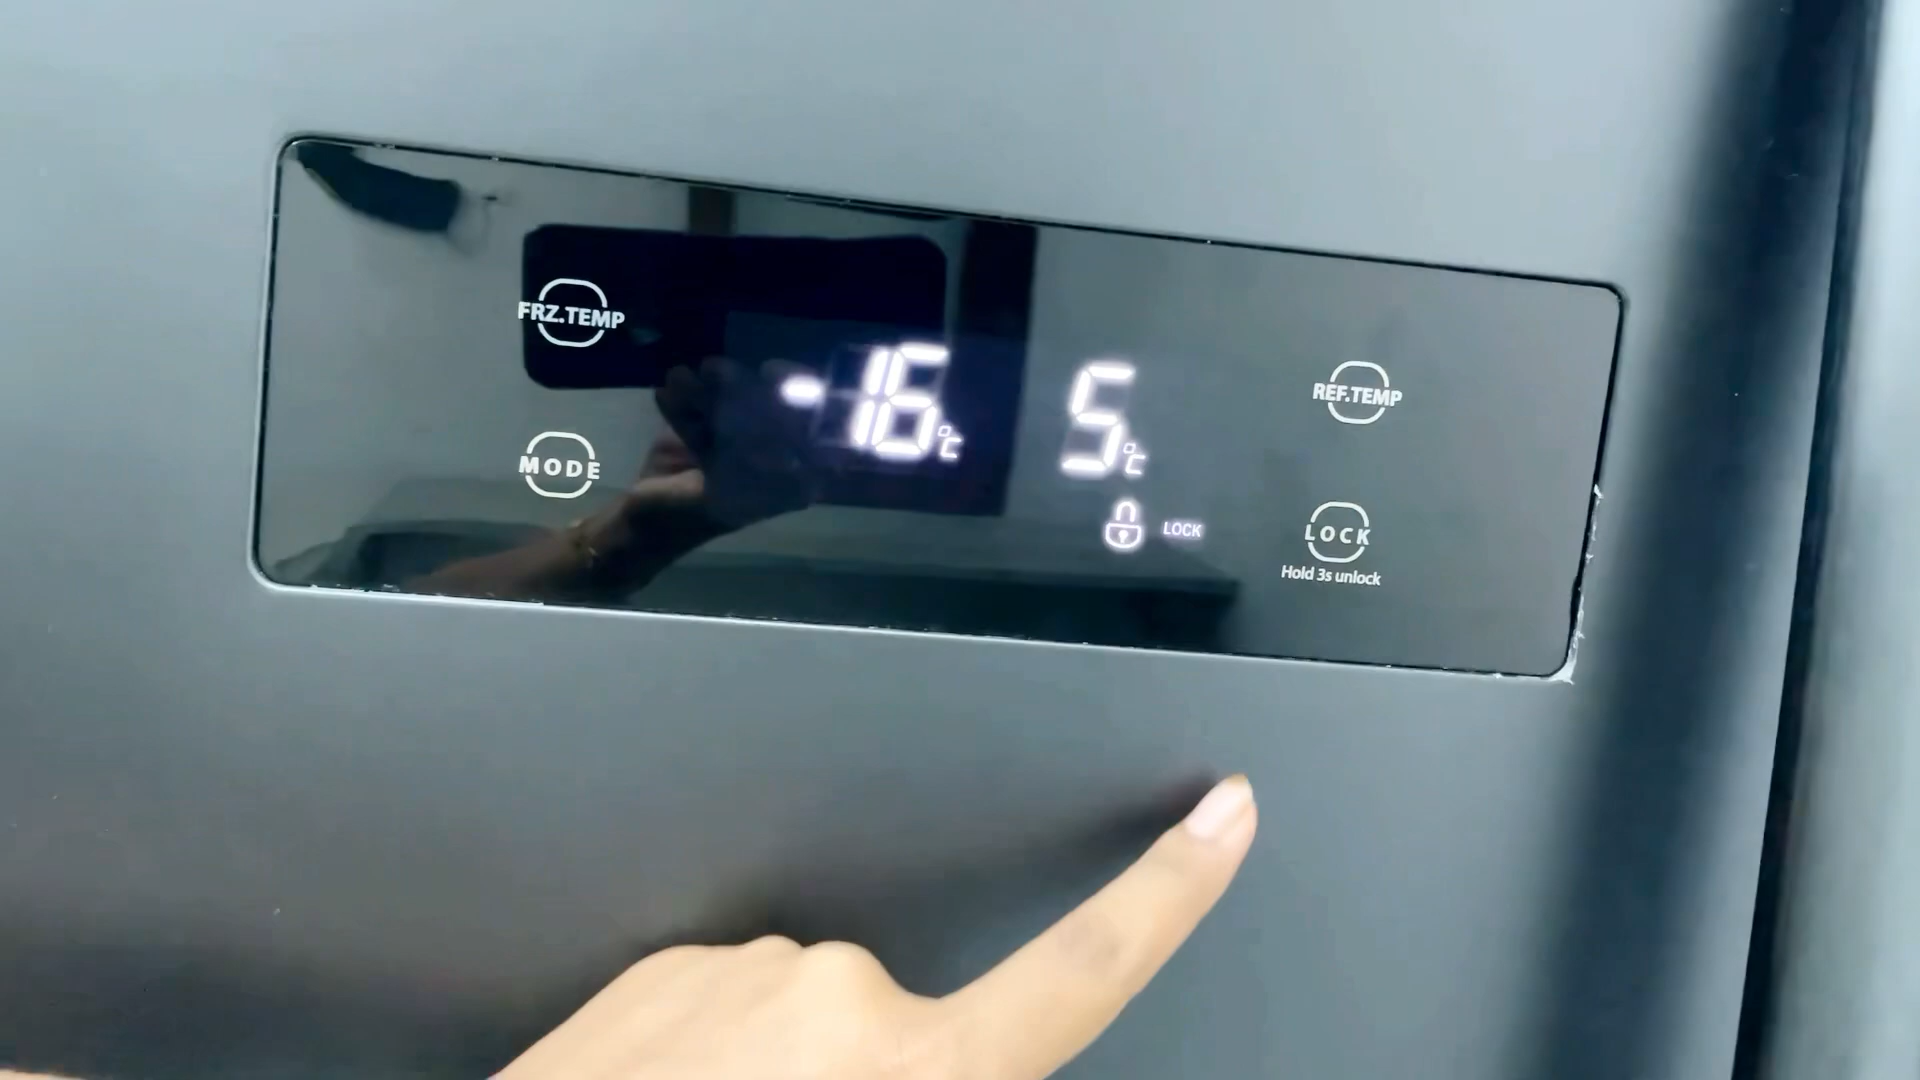 FRZ.TEMP
MODE
-16°C
5°C
LOCK
REF.TEMP
LOCK
Hold 3s unlock